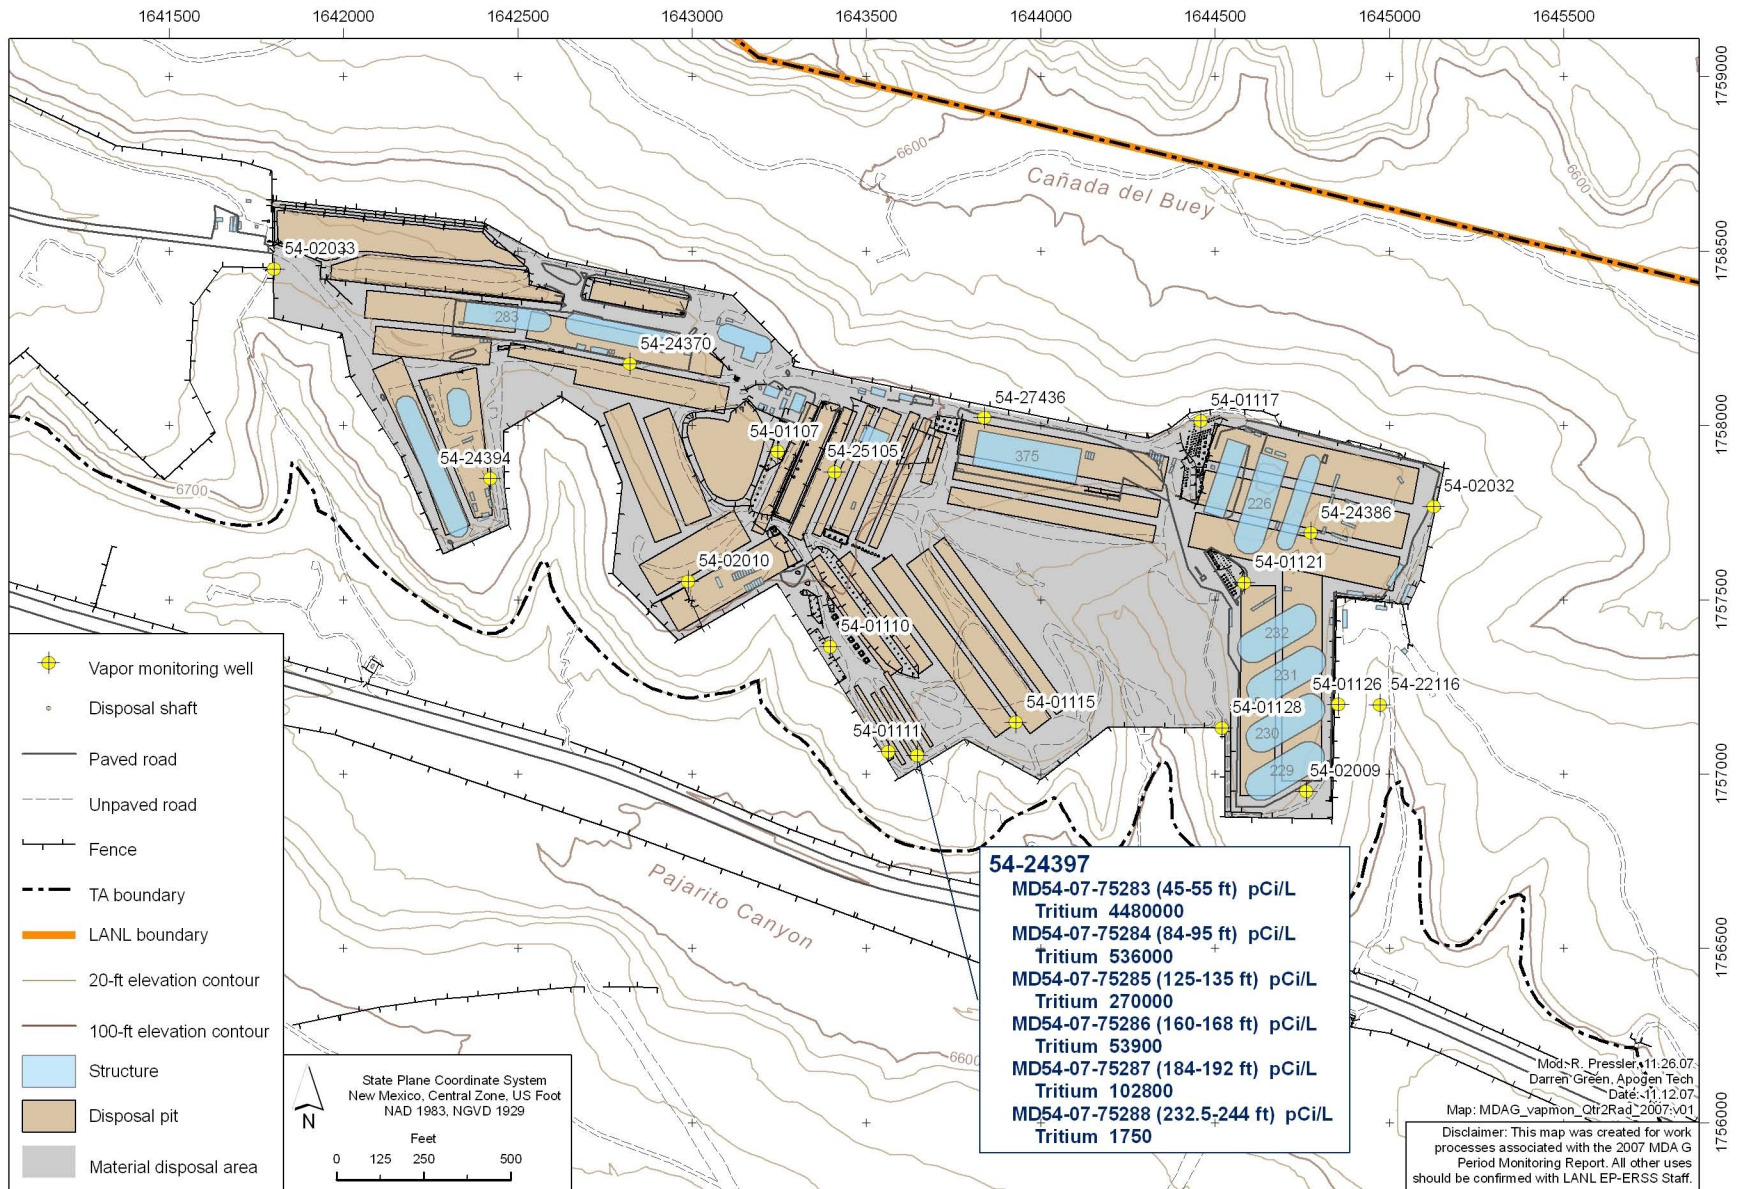 1641500 1642000 1642500 1643000 1643500 1644000 1644500 1645000 1645500
1759000
1758500
1758000
1757500
1757000
1756500
1756000
6600
6600
Cañada del Buey
54-02033
283
54-24370
54-27436
54-01117
54-01107
54-25105
375
54-24394
6700
54-02032
226
54-24386
54-02010
54-01121
232
54-01110
231
54-01126
54-22116
54-01115
54-01128
54-01111
230
229
54-02009
Pajarito Canyon
6600
54-24397
MD54-07-75283 (45-55 ft) pCi/L
Tritium 4480000
MD54-07-75284 (84-95 ft) pCi/L
Tritium 536000
MD54-07-75285 (125-135 ft) pCi/L
Tritium 270000
MD54-07-75286 (160-168 ft) pCi/L
Tritium 53900
MD54-07-75287 (184-192 ft) pCi/L
Tritium 102800
MD54-07-75288 (232.5-244 ft) pCi/L
Tritium 1750
Vapor monitoring well
Disposal shaft
Paved road
Unpaved road
Fence
TA boundary
LANL boundary
20-ft elevation contour
100-ft elevation contour
Structure
Disposal pit
Material disposal area
N
State Plane Coordinate System
New Mexico, Central Zone, US Foot
NAD 1983, NGVD 1929
Feet
0 125 250 500
Mod: R. Pressler, 11.26.07
Darren Green, Apogen Tech
Date: 11.12.07
Map: MDAG_vapmon_Qtr2Rad_2007:v01
Disclaimer: This map was created for work
processes associated with the 2007 MDA G
Period Monitoring Report. All other uses
should be confirmed with LANL EP-ERSS Staff.